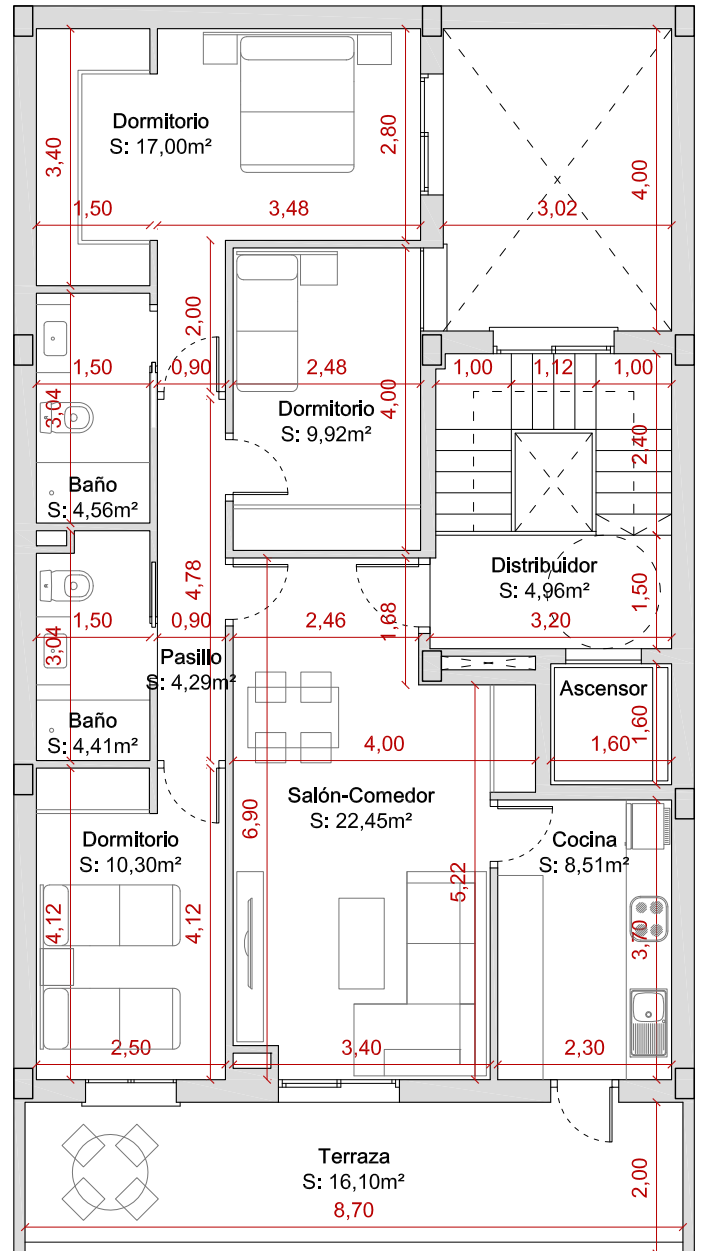 Dormitorio
S: 17,00m²
3,40
2,80
4,00
1,50
3,48
3,02
2,00
1,50
0,90
2,48
1,00
1,12
1,00
3,04
4,00
Dormitorio
S: 9,92m²
2,40
Baño
S: 4,56m²
4,78
Distribuidor
S: 4,96m²
1,50
1,50
0,90
2,46
1,68
3,20
3,04
Pasillo
S: 4,29m²
Ascensor
Baño
S: 4,41m²
1,60
4,00
1,60
Salón-Comedor
S: 22,45m²
6,90
Dormitorio
S: 10,30m²
Cocina
S: 8,51m²
5,22
4,12
4,12
3,70
2,50
3,40
2,30
Terraza
S: 16,10m²
2,00
8,70